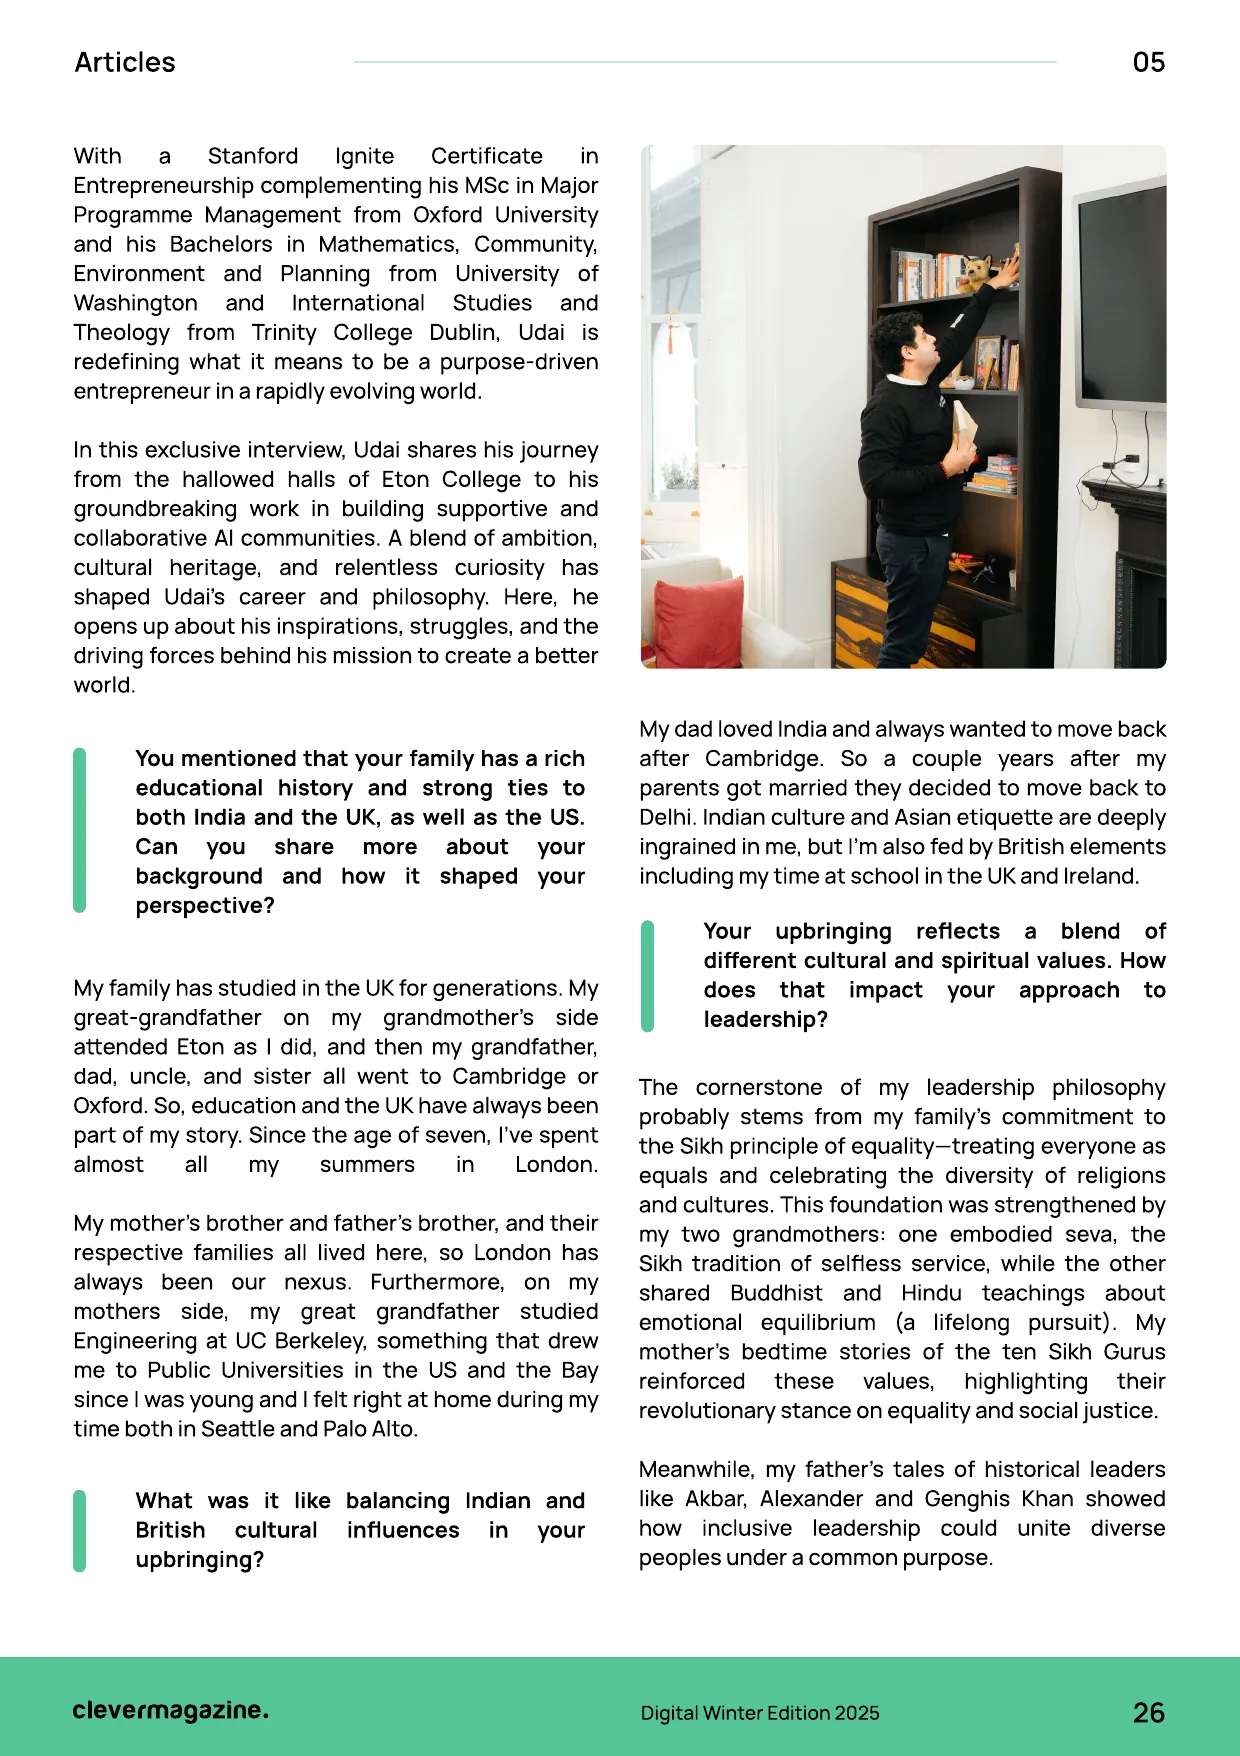 Articles
05
With a Stanford Ignite Certificate in
Entrepreneurship complementing his MSc in Major
Programme Management from Oxford University
and his Bachelors in Mathematics, Community,
Environment and Planning from University of
Washington and International Studies and
Theology from Trinity College Dublin, Udai is
redefining what it means to be a purpose-driven
entrepreneur in a rapidly evolving world.
In this exclusive interview, Udai shares his journey
from the hallowed halls of Eton College to his
groundbreaking work in building supportive and
collaborative AI communities. A blend of ambition,
cultural heritage, and relentless curiosity has
shaped Udai’s career and philosophy. Here, he
opens up about his inspirations, struggles, and the
driving forces behind his mission to create a better
world.
You mentioned that your family has a rich
educational history and strong ties to
both India and the UK, as well as the US.
Can you share more about your
background and how it shaped your
perspective?
My family has studied in the UK for generations. My
great-grandfather on my grandmother’s side
attended Eton as I did, and then my grandfather,
dad, uncle, and sister all went to Cambridge or
Oxford. So, education and the UK have always been
part of my story. Since the age of seven, I’ve spent
almost all my summers in London.
My mother’s brother and father’s brother, and their
respective families all lived here, so London has
always been our nexus. Furthermore, on my
mothers side, my great grandfather studied
Engineering at UC Berkeley, something that drew
me to Public Universities in the US and the Bay
since I was young and I felt right at home during my
time both in Seattle and Palo Alto.
What was it like balancing Indian and
British cultural influences in your
upbringing?
My dad loved India and always wanted to move back
after Cambridge. So a couple years after my
parents got married they decided to move back to
Delhi. Indian culture and Asian etiquette are deeply
ingrained in me, but I’m also fed by British elements
including my time at school in the UK and Ireland.
Your upbringing reflects a blend of
different cultural and spiritual values. How
does that impact your approach to
leadership?
The cornerstone of my leadership philosophy
probably stems from my family’s commitment to
the Sikh principle of equality—treating everyone as
equals and celebrating the diversity of religions
and cultures. This foundation was strengthened by
my two grandmothers: one embodied seva, the
Sikh tradition of selfless service, while the other
shared Buddhist and Hindu teachings about
emotional equilibrium (a lifelong pursuit). My
mother’s bedtime stories of the ten Sikh Gurus
reinforced these values, highlighting their
revolutionary stance on equality and social justice.
Meanwhile, my father’s tales of historical leaders
like Akbar, Alexander and Genghis Khan showed
how inclusive leadership could unite diverse
peoples under a common purpose.
clevermagazine.
Digital Winter Edition 2025
26